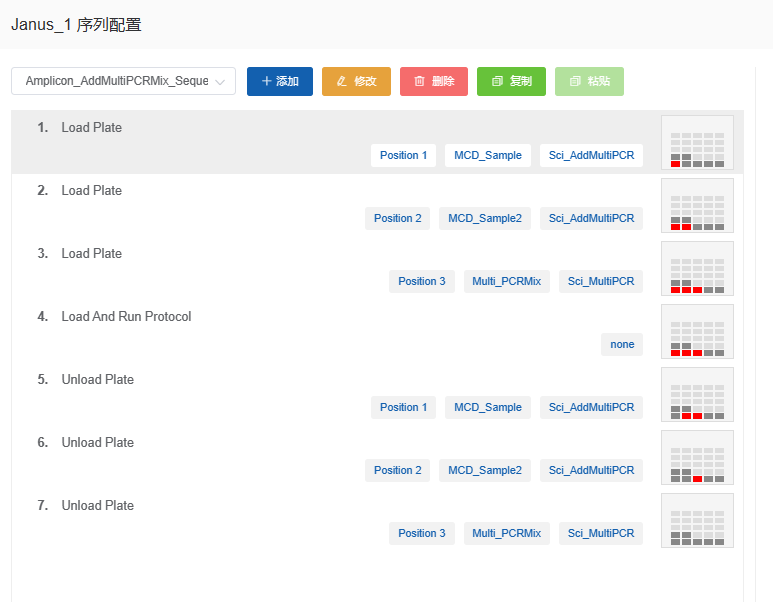 Janus_1 序列配置
Amplicon_AddMultiPCRMix_Seque 添加 修改 删除 复制 粘贴
1. Load Plate
Position 1 MCD_Sample Sci_AddMultiPCR
2. Load Plate
Position 2 MCD_Sample2 Sci_AddMultiPCR
3. Load Plate
Position 3 Multi_PCRMix Sci_MultiPCR
4. Load And Run Protocol
none
5. Unload Plate
Position 1 MCD_Sample Sci_AddMultiPCR
6. Unload Plate
Position 2 MCD_Sample2 Sci_AddMultiPCR
7. Unload Plate
Position 3 Multi_PCRMix Sci_MultiPCR